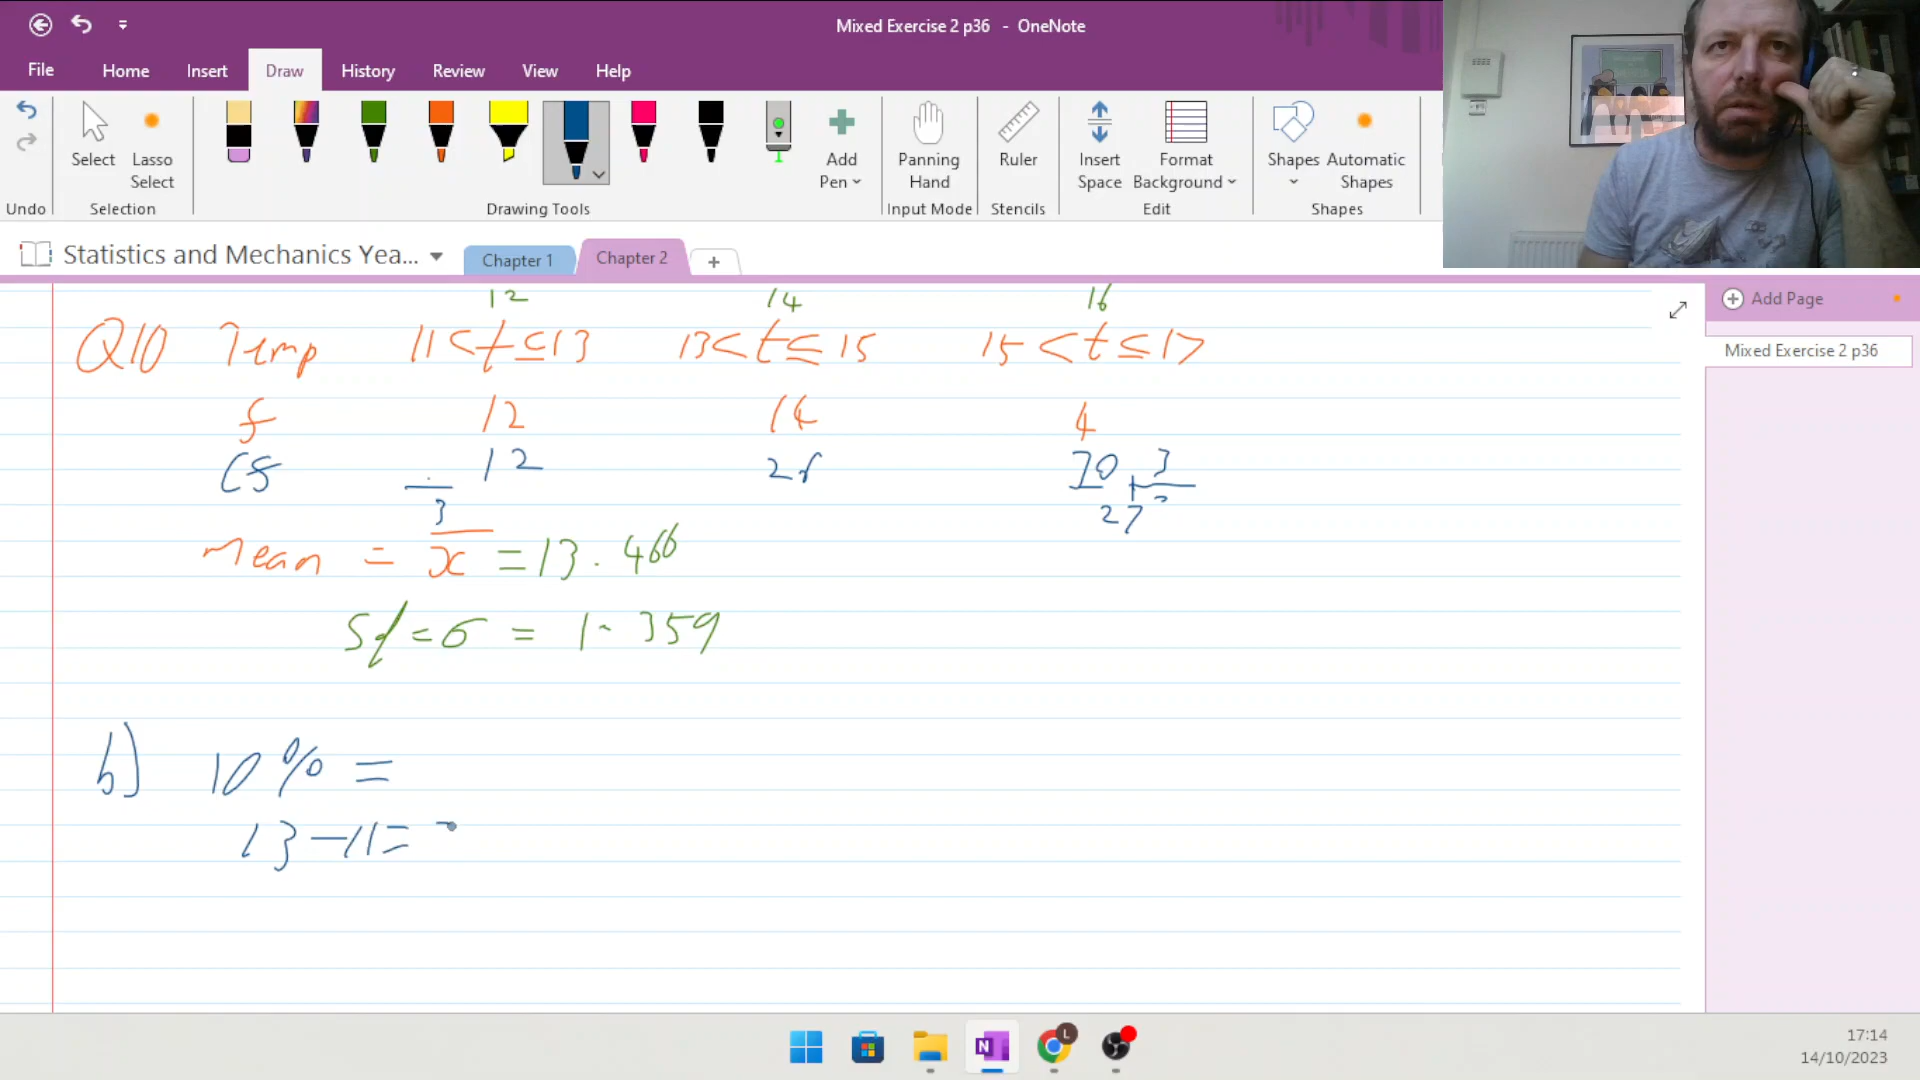 Mixed Exercise 2 p36 - OneNote
File Home Insert Draw History Review View Help
Select Lasso Select Add Pen Panning Hand Ruler Insert Space Format Background Shapes Automatic Shapes
Undo Selection Drawing Tools Input Mode Stencils Edit Shapes
Statistics and Mechanics Yea... Chapter 1 Chapter 2
Add Page
Mixed Exercise 2 p36
12 14 16
Q10 Temp 11<t≤13 13<t≤15 15<t≤17
f 12 14 4
CF 12 26 30 3
3 27
mean = x̄ = 13.466
sd = σ = 1.359
b) 10% =
13-11=
17:14
14/10/2023